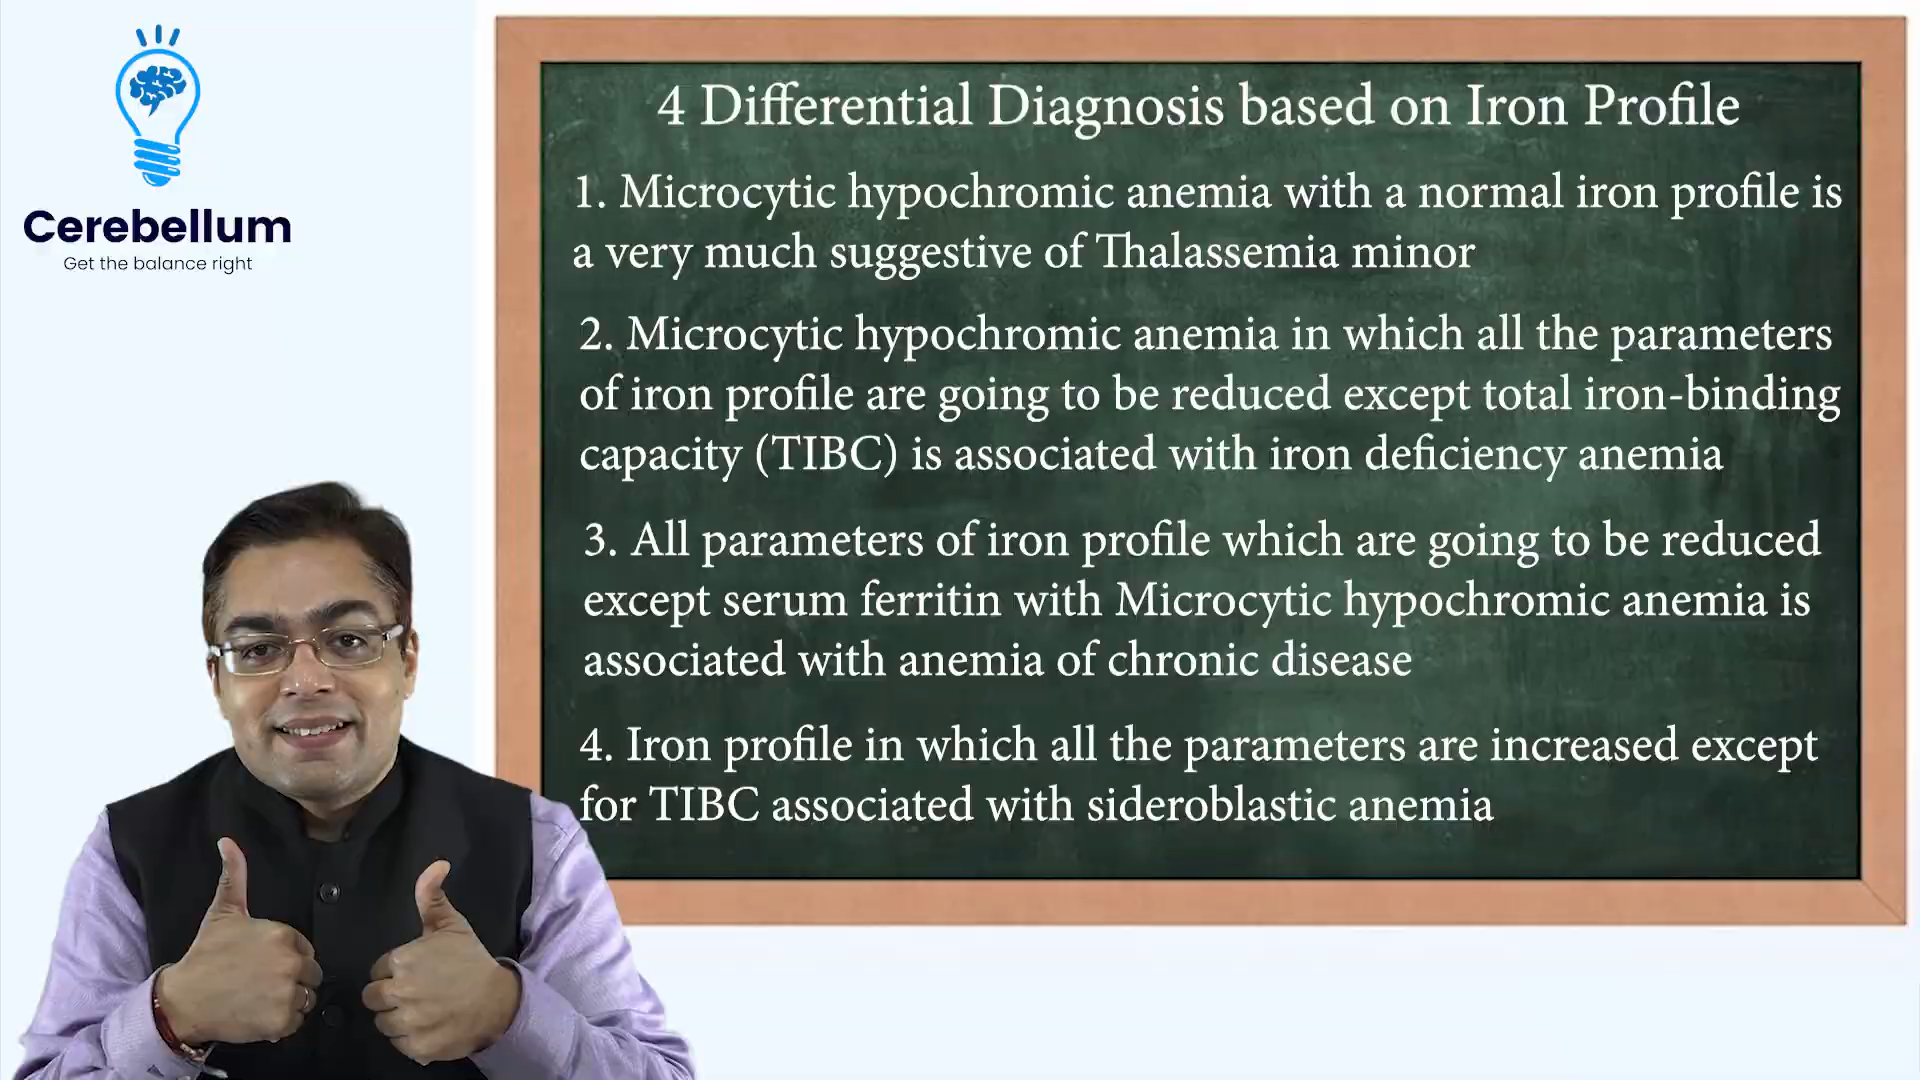 Cerebellum
Get the balance right
4 Differential Diagnosis based on Iron Profile
1. Microcytic hypochromic anemia with a normal iron profile is
a very much suggestive of Thalassemia minor
2. Microcytic hypochromic anemia in which all the parameters
of iron profile are going to be reduced except total iron-binding
capacity (TIBC) is associated with iron deficiency anemia
3. All parameters of iron profile which are going to be reduced
except serum ferritin with Microcytic hypochromic anemia is
associated with anemia of chronic disease
4. Iron profile in which all the parameters are increased except
for TIBC associated with sideroblastic anemia